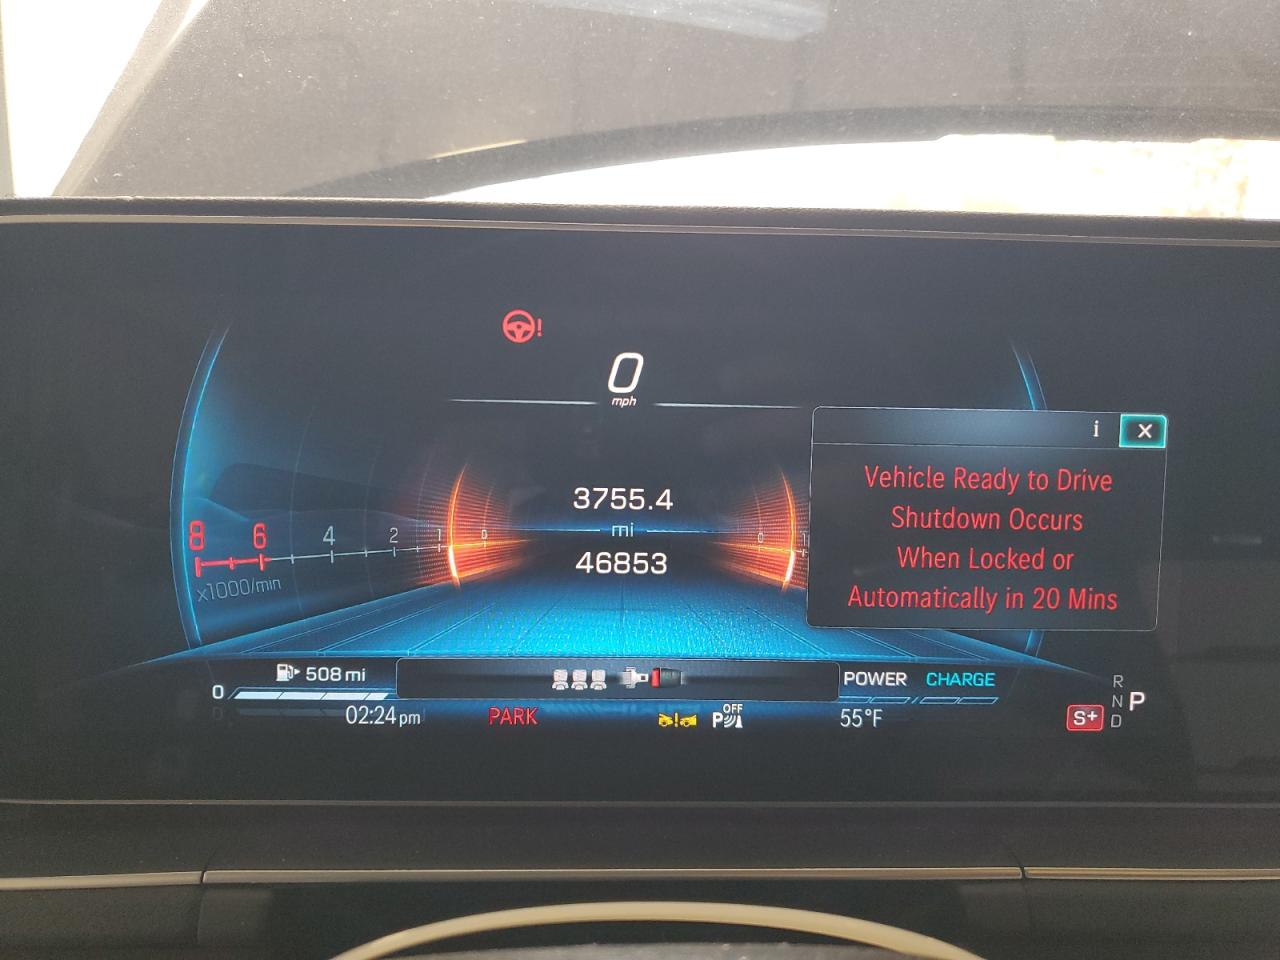 0
mph
i X
Vehicle Ready to Drive
Shutdown Occurs
When Locked or
Automatically in 20 Mins
3755.4
mi
46853
8 6 4 2 1 0
x1000/min
0 1
508 mi
0
POWER CHARGE
02:24 pm
PARK
P OFF
55°F
S+
R
N
D
P